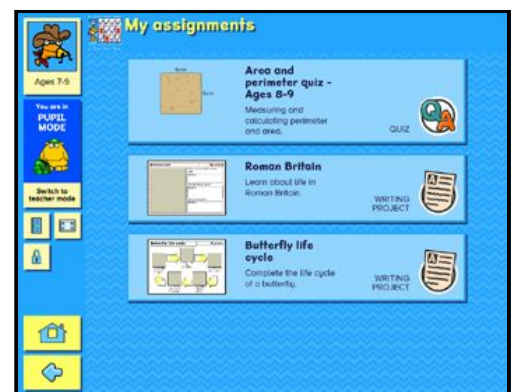 My assignments
Ages 7-9
You are in
PUPIL
MODE
Switch to
teacher mode
Area and
perimeter quiz -
Ages 8-9
Measuring and
calculating perimeter
and area.
QUIZ
QA
Roman Britain
Learn about life in
Roman Britain.
WRITING
PROJECT
A
Butterfly life
cycle
Complete the life cycle
of a butterfly.
WRITING
PROJECT
A